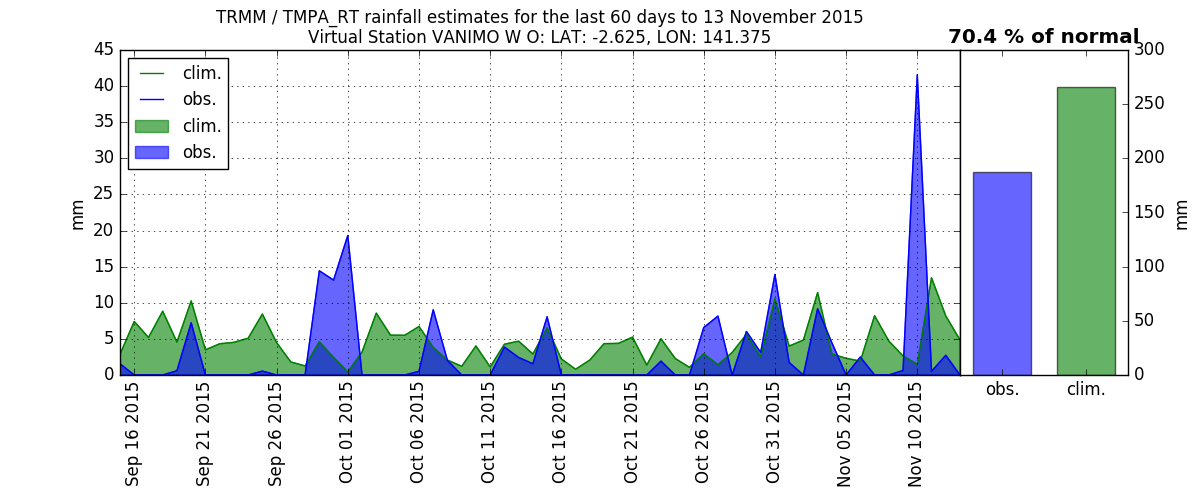 TRMM / TMPA_RT rainfall estimates for the last 60 days to 13 November 2015
Virtual Station VANIMO W O: LAT: -2.625, LON: 141.375
70.4 % of normal
45
40
35
30
25
20
15
10
5
0
mm
clim.
obs.
clim.
obs.
Sep 16 2015
Sep 21 2015
Sep 26 2015
Oct 01 2015
Oct 06 2015
Oct 11 2015
Oct 16 2015
Oct 21 2015
Oct 26 2015
Oct 31 2015
Nov 05 2015
Nov 10 2015
300
250
200
150
100
50
0
mm
obs.
clim.